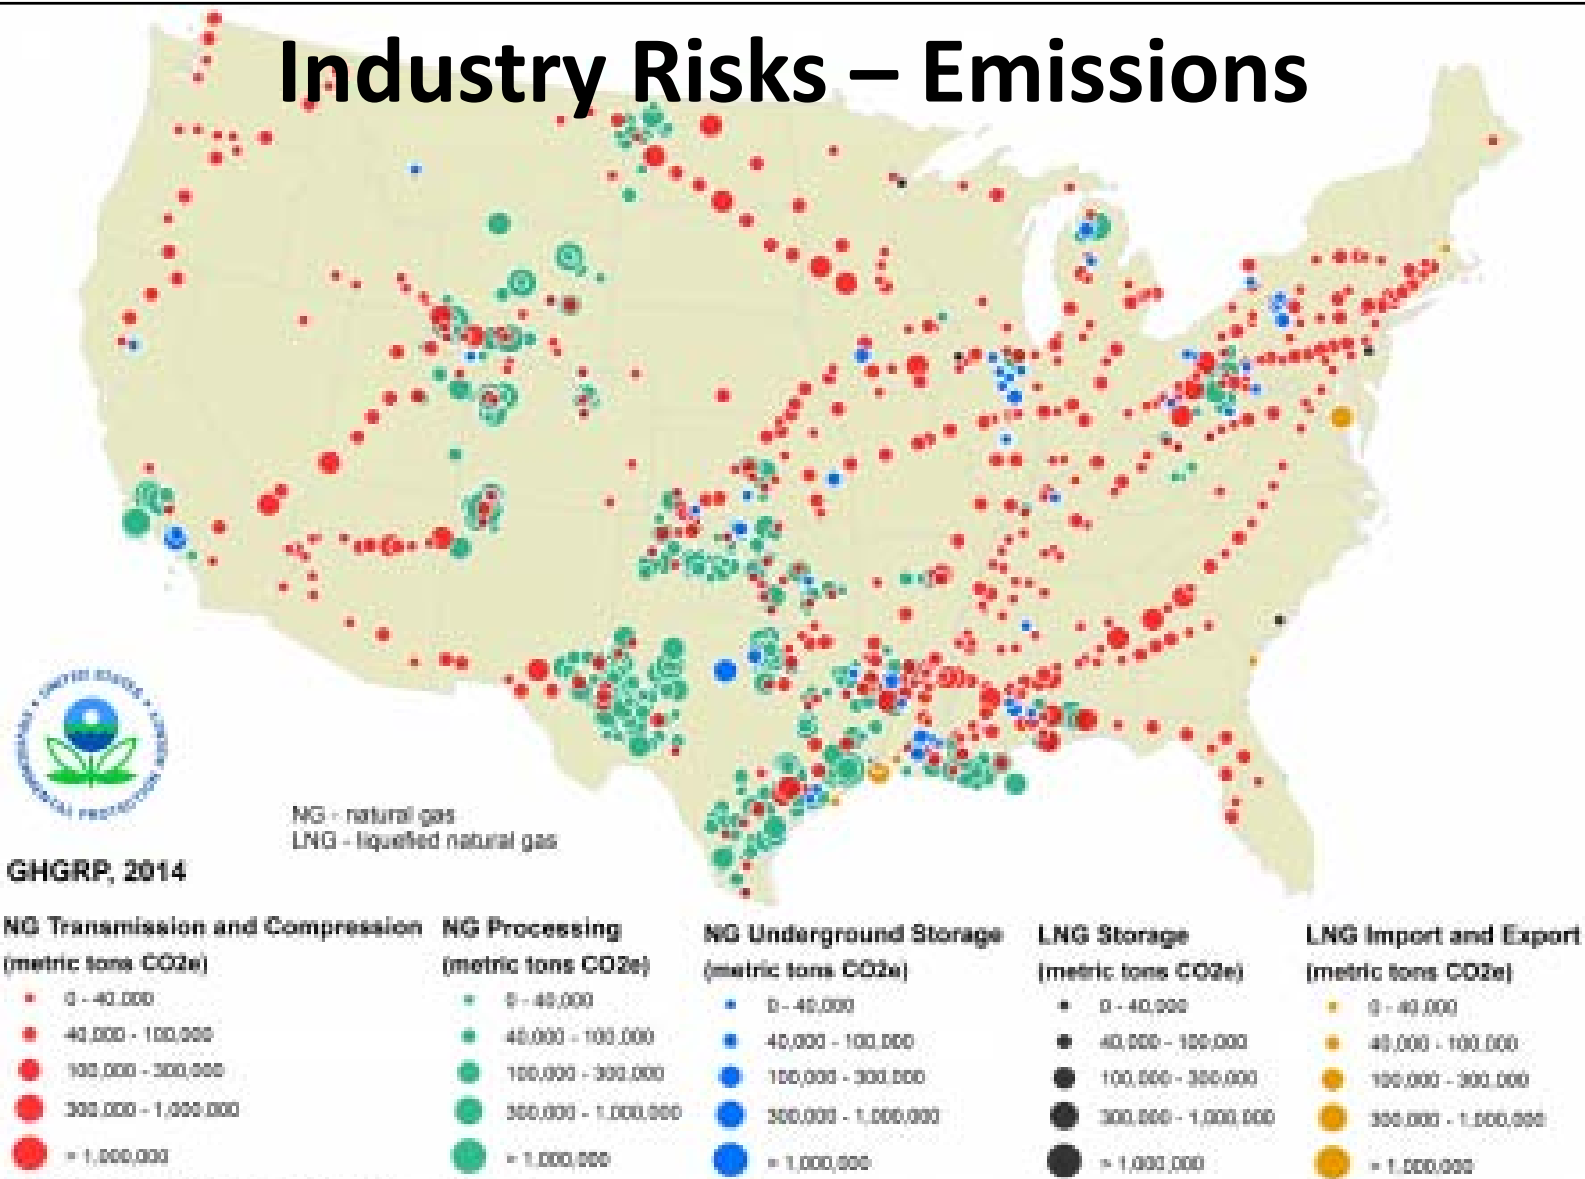 Industry Risks – Emissions
UNITED STATES
ENVIRONMENTAL PROTECTION AGENCY
NG - natural gas
LNG - liquefied natural gas
GHGRP, 2014
NG Transmission and Compression
(metric tons CO2e)
0 - 40,000
40,000 - 100,000
100,000 - 300,000
300,000 - 1,000,000
> 1,000,000
NG Processing
(metric tons CO2e)
0 - 40,000
40,000 - 100,000
100,000 - 300,000
300,000 - 1,000,000
> 1,000,000
NG Underground Storage
(metric tons CO2e)
0 - 40,000
40,000 - 100,000
100,000 - 300,000
300,000 - 1,000,000
> 1,000,000
LNG Storage
(metric tons CO2e)
0 - 40,000
40,000 - 100,000
100,000 - 300,000
300,000 - 1,000,000
> 1,000,000
LNG Import and Export
(metric tons CO2e)
0 - 40,000
40,000 - 100,000
100,000 - 300,000
300,000 - 1,000,000
> 1,000,000